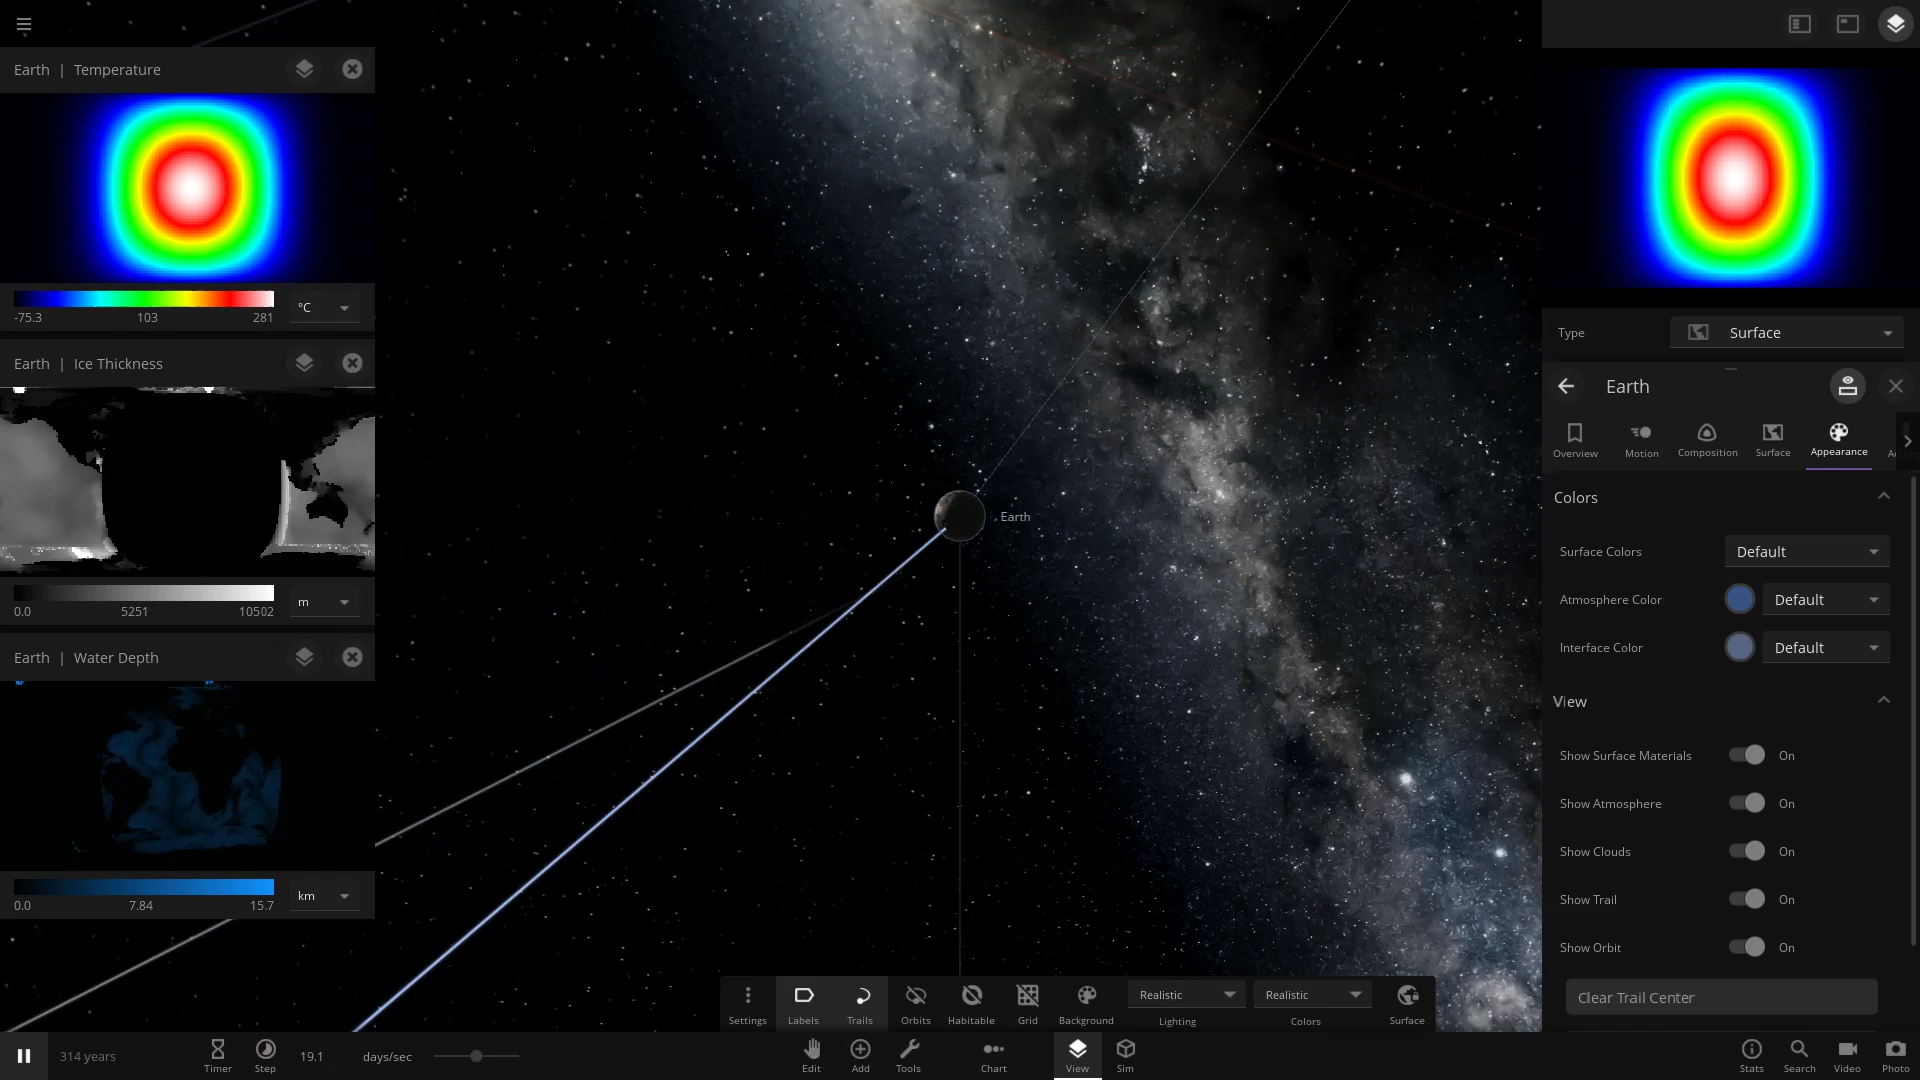 Earth | Temperature
-75.3 103 281 °C
Earth | Ice Thickness
0.0 5251 10502 m
Earth | Water Depth
0.0 7.84 15.7 km
Earth
Type Surface
Earth
Overview Motion Composition Surface Appearance
Colors
Surface Colors Default
Atmosphere Color Default
Interface Color Default
View
Show Surface Materials On
Show Atmosphere On
Show Clouds On
Show Trail On
Show Orbit On
Clear Trail Center
Realistic Realistic
Settings Labels Trails Orbits Habitable Grid Background Lighting Colors Surface
314 years Timer Step 19.1 days/sec Edit Add Tools Chart View Sim Stats Search Video Photo